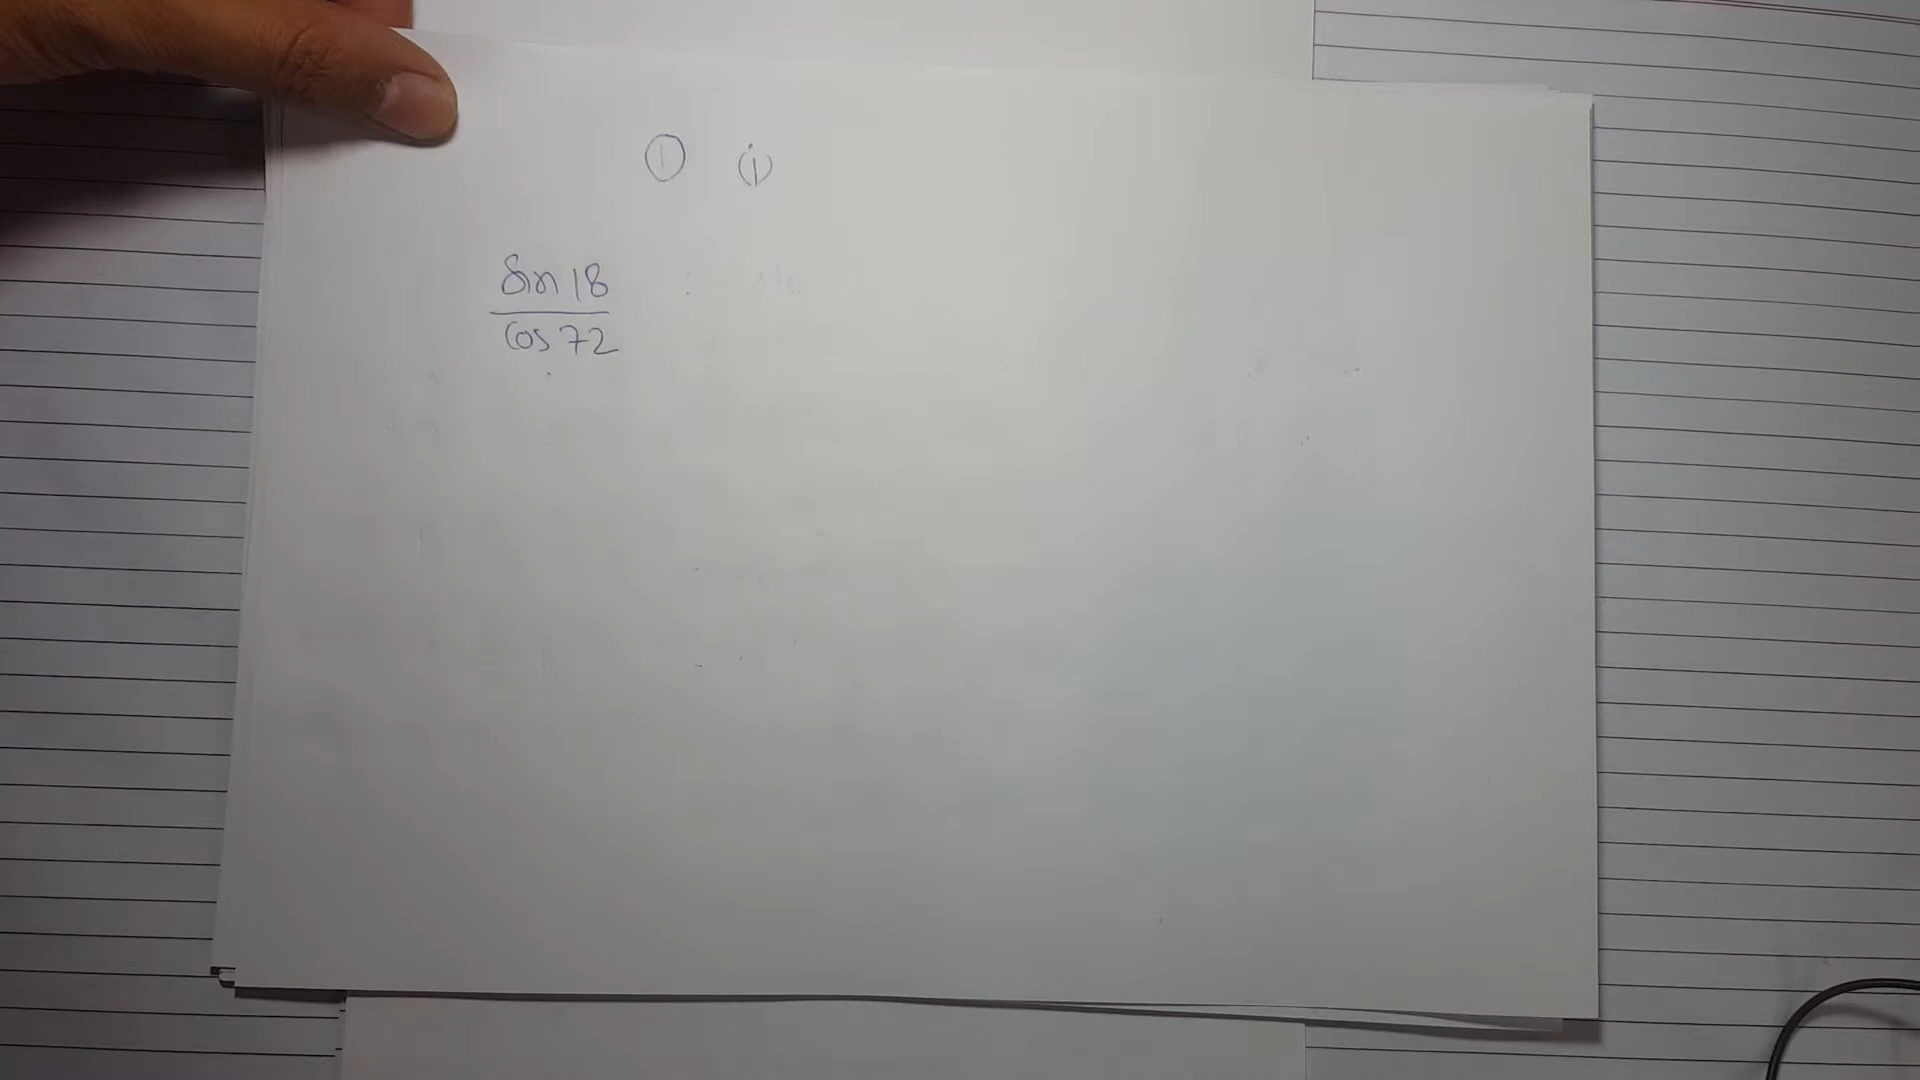 ① (i)
Sin 18
Cos 72